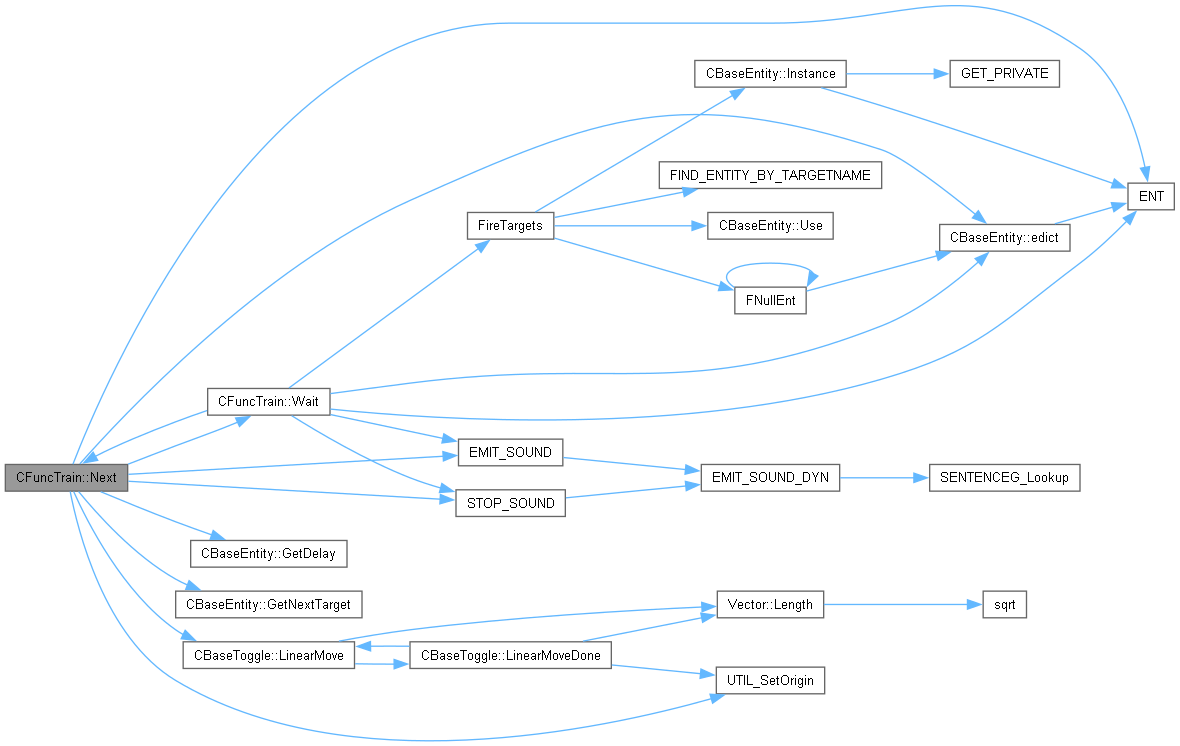 CBaseEntity::Instance
GET_PRIVATE
FIND_ENTITY_BY_TARGETNAME
ENT
FireTargets
CBaseEntity::Use
CBaseEntity::edict
FNullEnt
CFuncTrain::Wait
EMIT_SOUND
CFuncTrain::Next
EMIT_SOUND_DYN
SENTENCEG_Lookup
STOP_SOUND
CBaseEntity::GetDelay
CBaseEntity::GetNextTarget
Vector::Length
sqrt
CBaseToggle::LinearMove
CBaseToggle::LinearMoveDone
UTIL_SetOrigin